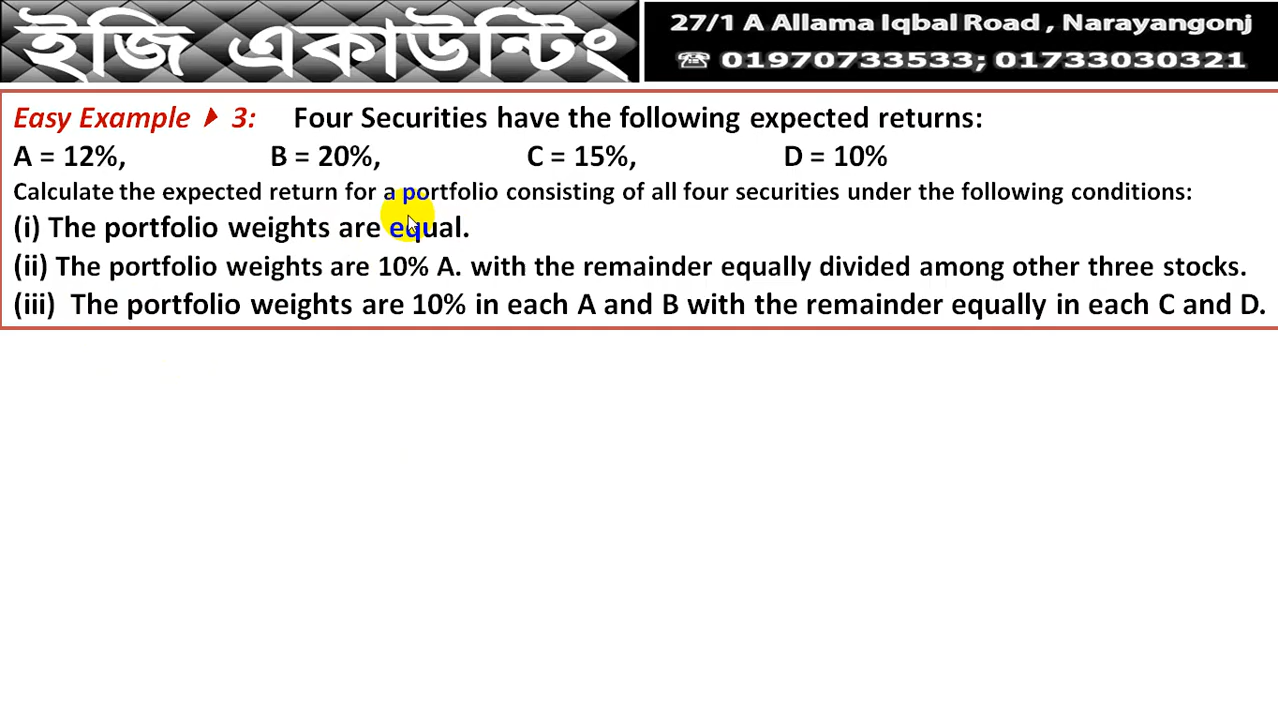 ইজি একাউন্টিং
27/1 A Allama Iqbal Road , Narayangonj
☏ 01970733533; 01733030321
Easy Example 3: Four Securities have the following expected returns:
A = 12%, B = 20%, C = 15%, D = 10%
Calculate the expected return for a portfolio consisting of all four securities under the following conditions:
(i) The portfolio weights are equal.
(ii) The portfolio weights are 10% A. with the remainder equally divided among other three stocks.
(iii) The portfolio weights are 10% in each A and B with the remainder equally in each C and D.